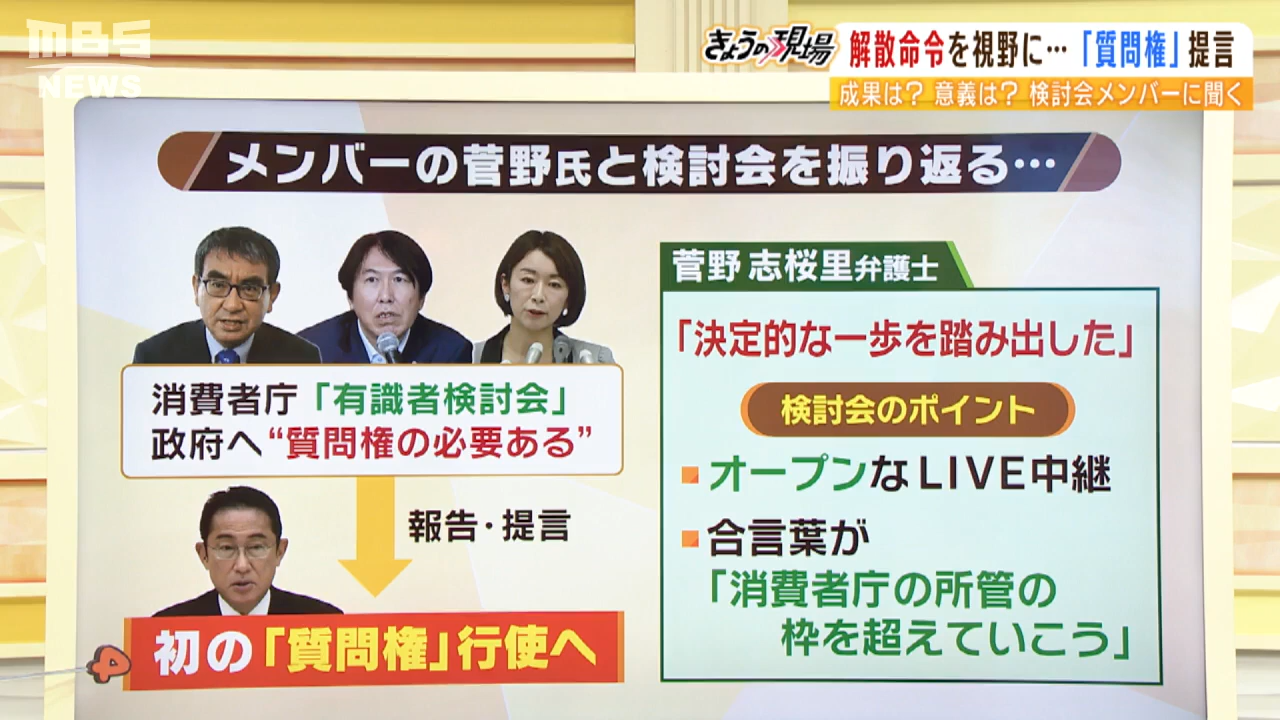 MBS
NEWS
きょうの現場
解散命令を視野に…「質問権」提言
成果は？ 意義は？ 検討会メンバーに聞く
メンバーの菅野氏と検討会を振り返る…
消費者庁「有識者検討会」
政府へ“質問権の必要ある”
報告・提言
初の「質問権」行使へ
菅野 志桜里弁護士
「決定的な一歩を踏み出した」
検討会のポイント
オープンなLIVE中継
合言葉が
「消費者庁の所管の
枠を超えていこう」